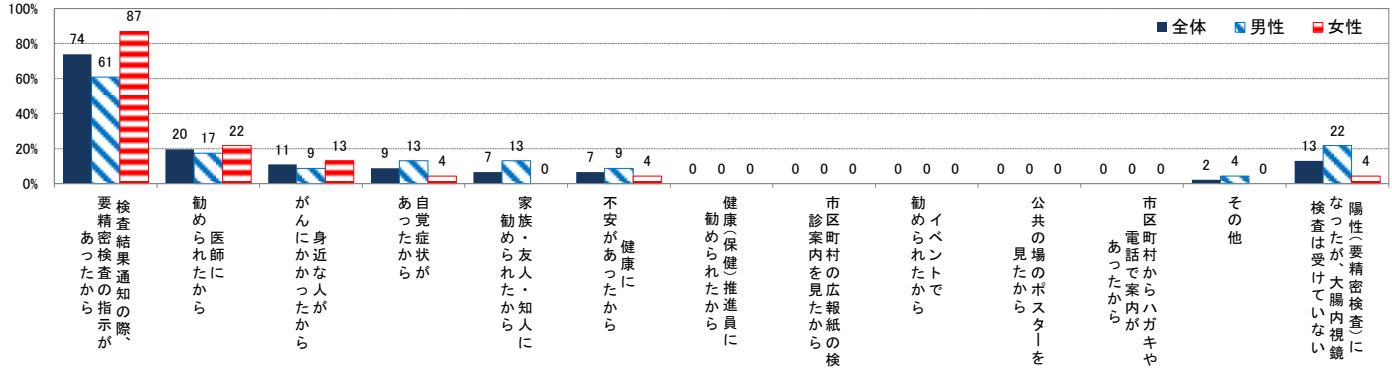 100%
80%
60%
40%
20%
0%
全体 男性 女性
74 61 87
20 17 22
11 9 13
9 13 4
7 13 0
7 9 4
0 0 0
0 0 0
0 0 0
0 0 0
0 0 0
2 4 0
13 22 4
検査結果通知の際、
要精密検査の指示が
あったから
医師に
勧められたから
身近な人が
がんにかかったから
自覚症状が
あったから
家族・友人・知人に
勧められたから
健康に
不安があったから
健康(保健)推進員に
勧められたから
市区町村の広報紙の検
診案内を見たから
イベントで
勧められたから
公共の場のポスターを
見たから
市区町村からハガキや
電話で案内が
あったから
その他
陽性(要精密検査)に
なったが、大腸内視鏡
検査は受けていない